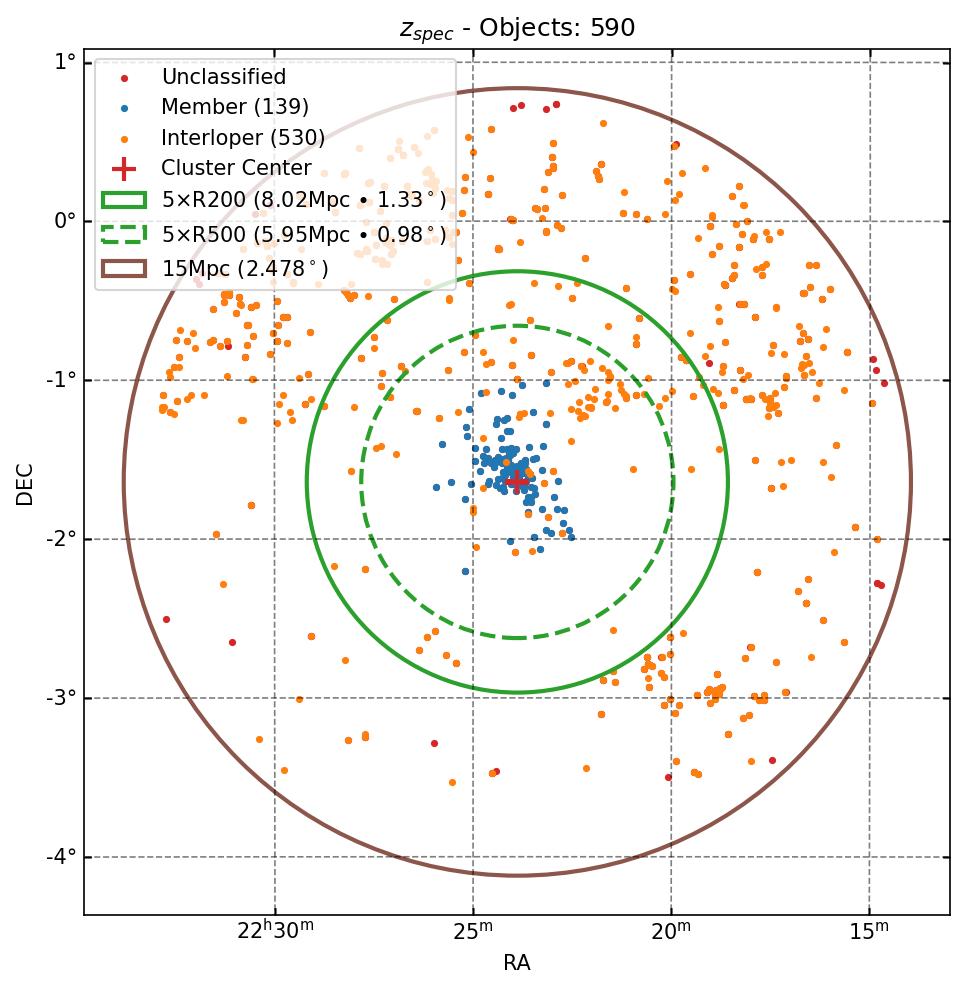 z_spec - Objects: 590
Unclassified
Member (139)
Interloper (530)
Cluster Center
5×R200 (8.02Mpc • 1.33°)
5×R500 (5.95Mpc • 0.98°)
15Mpc (2.478°)
1°
0°
-1°
-2°
-3°
-4°
DEC
22h30m 25m 20m 15m
RA